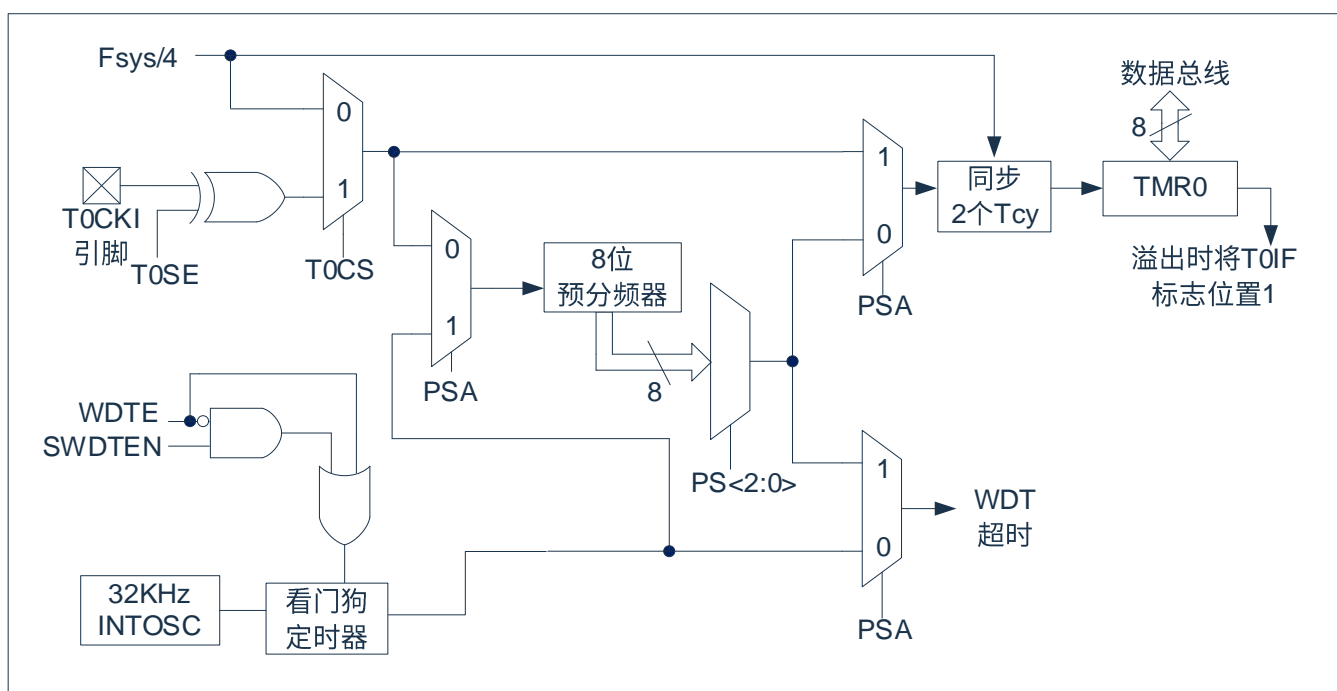 Fsys/4
数据总线
8
0
1
T0CKI
引脚
T0SE
T0CS
0
1
PSA
8位
预分频器
8
PS<2:0>
1
0
PSA
同步
2个Tcy
TMR0
溢出时将T0IF
标志位置1
WDTE
SWDTEN
32KHz
INTOSC
看门狗
定时器
1
0
PSA
WDT
超时